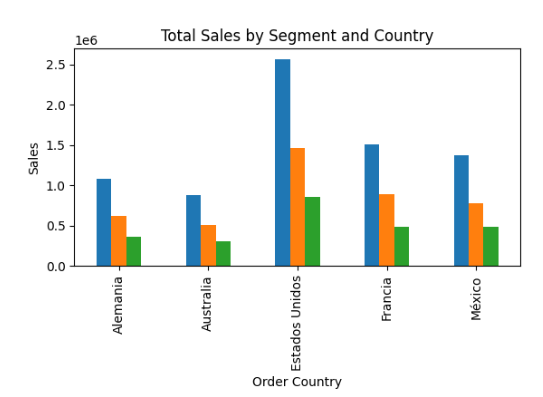 Total Sales by Segment and Country
1e6
2.5
2.0
1.5
1.0
0.5
0.0
Sales
Alemania
Australia
Estados Unidos
Francia
México
Order Country